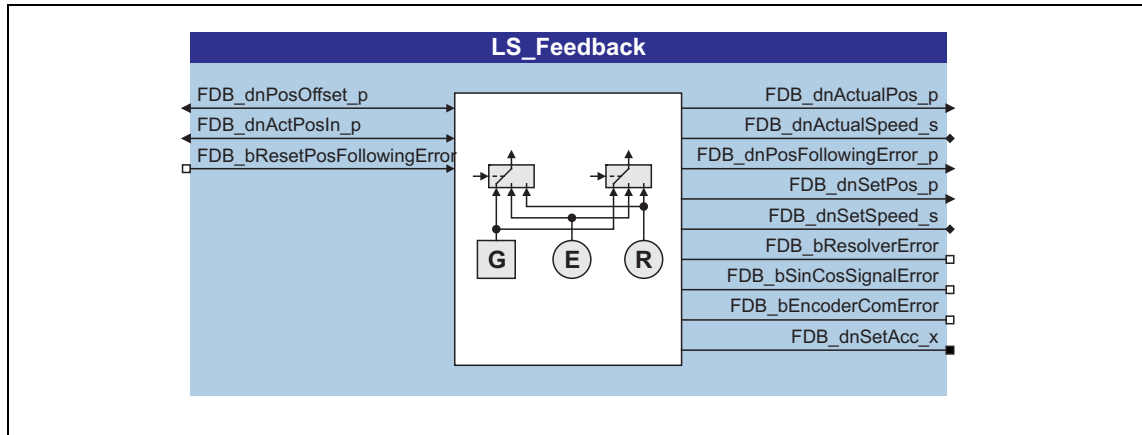 LS_Feedback
FDB_dnPosOffset_p
FDB_dnActPosIn_p
FDB_bResetPosFollowingError
G
E
R
FDB_dnActualPos_p
FDB_dnActualSpeed_s
FDB_dnPosFollowingError_p
FDB_dnSetPos_p
FDB_dnSetSpeed_s
FDB_bResolverError
FDB_bSinCosSignalError
FDB_bEncoderComError
FDB_dnSetAcc_x